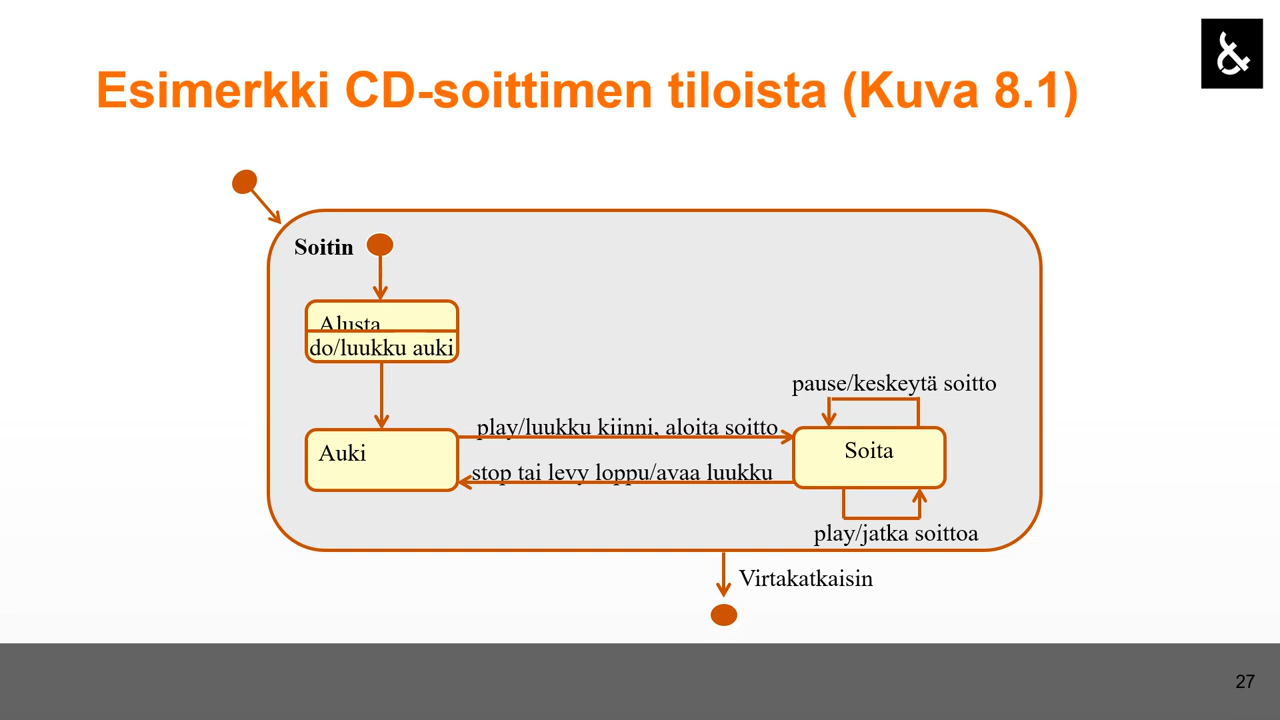 &
Esimerkki CD-soittimen tiloista (Kuva 8.1)
Soitin
Alusta
do/luukku auki
pause/keskeytä soitto
play/luukku kiinni, aloita soitto
Auki
Soita
stop tai levy loppu/avaa luukku
play/jatka soittoa
Virtakatkaisin
27